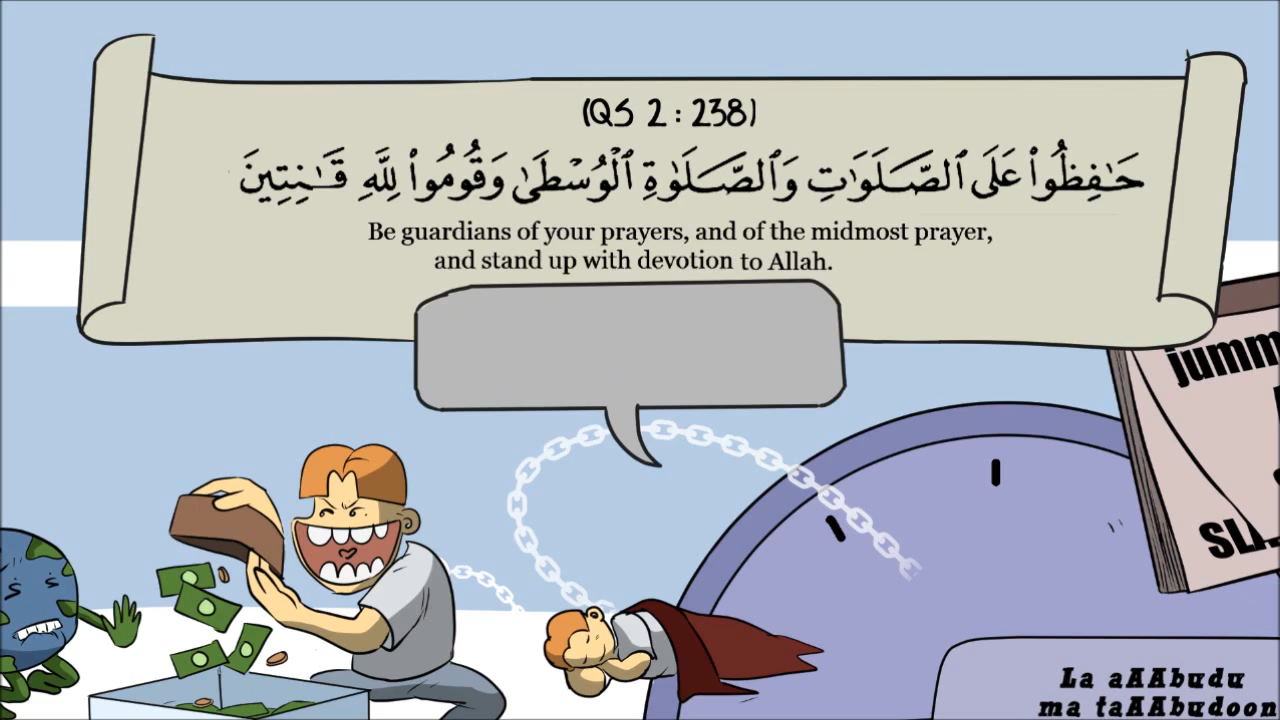 (QS 2 : 238)
حَـٰفِظُوا۟ عَلَى ٱلصَّلَوَٰتِ وَٱلصَّلَوٰةِ ٱلْوُسْطَىٰ وَقُومُوا۟ لِلَّهِ قَـٰنِتِينَ
Be guardians of your prayers, and of the midmost prayer,
and stand up with devotion to Allah.
La aAAbudu
ma taAAbudoon